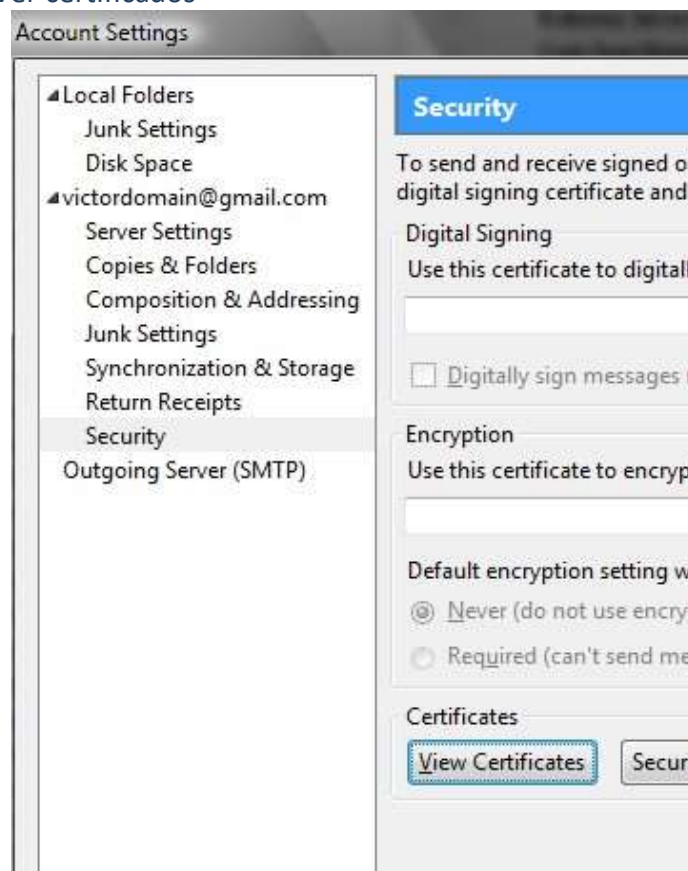 certificados
Account Settings
Local Folders
Junk Settings
Disk Space
victordomain@gmail.com
Server Settings
Copies & Folders
Composition & Addressing
Junk Settings
Synchronization & Storage
Return Receipts
Security
Outgoing Server (SMTP)
Security
To send and receive signed o
digital signing certificate and
Digital Signing
Use this certificate to digitall
Digitally sign messages
Encryption
Use this certificate to encryp
Default encryption setting w
Never (do not use encry
Required (can't send me
Certificates
View Certificates
Secur